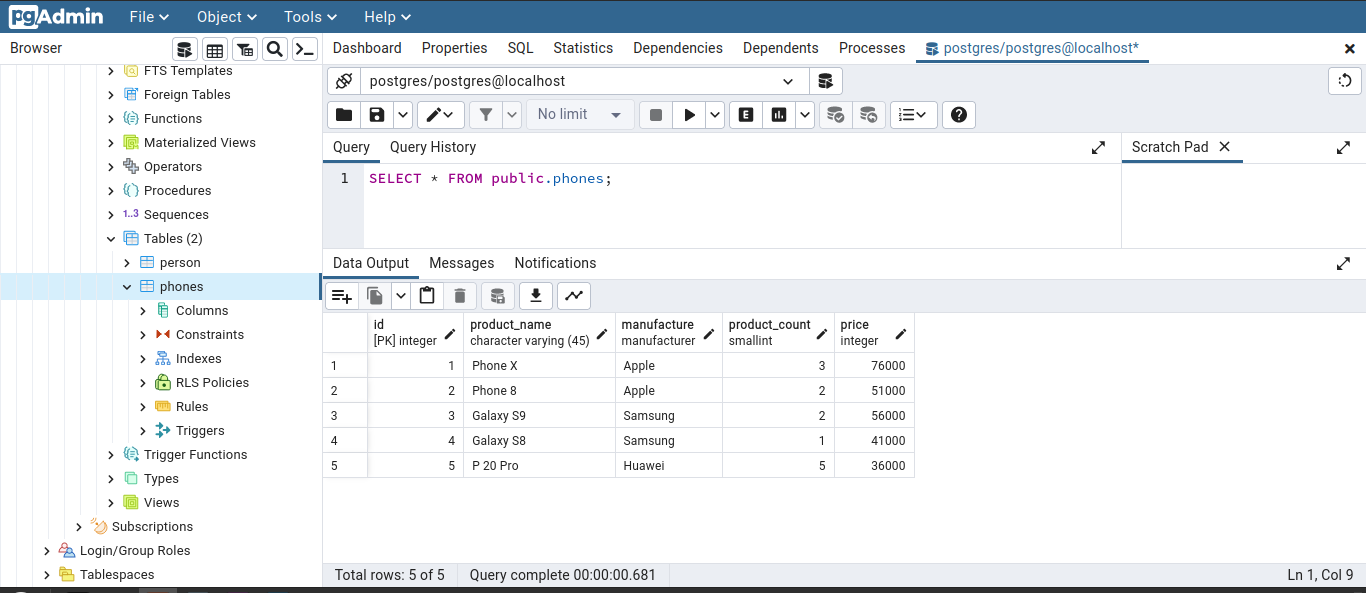 pgAdmin File Object Tools Help
Browser
Dashboard Properties SQL Statistics Dependencies Dependents Processes postgres/postgres@localhost*
FTS Templates
Foreign Tables
Functions
Materialized Views
Operators
Procedures
1..3 Sequences
Tables (2)
person
phones
Columns
Constraints
Indexes
RLS Policies
Rules
Triggers
Trigger Functions
Types
Views
Subscriptions
Login/Group Roles
Tablespaces
postgres/postgres@localhost
No limit E
Query Query History
Scratch Pad
1 SELECT * FROM public.phones;
Data Output Messages Notifications
id product_name manufacture product_count price
[PK] integer character varying (45) manufacturer smallint integer
1 1 Phone X Apple 3 76000
2 2 Phone 8 Apple 2 51000
3 3 Galaxy S9 Samsung 2 56000
4 4 Galaxy S8 Samsung 1 41000
5 5 P 20 Pro Huawei 5 36000
Total rows: 5 of 5 Query complete 00:00:00.681 Ln 1, Col 9